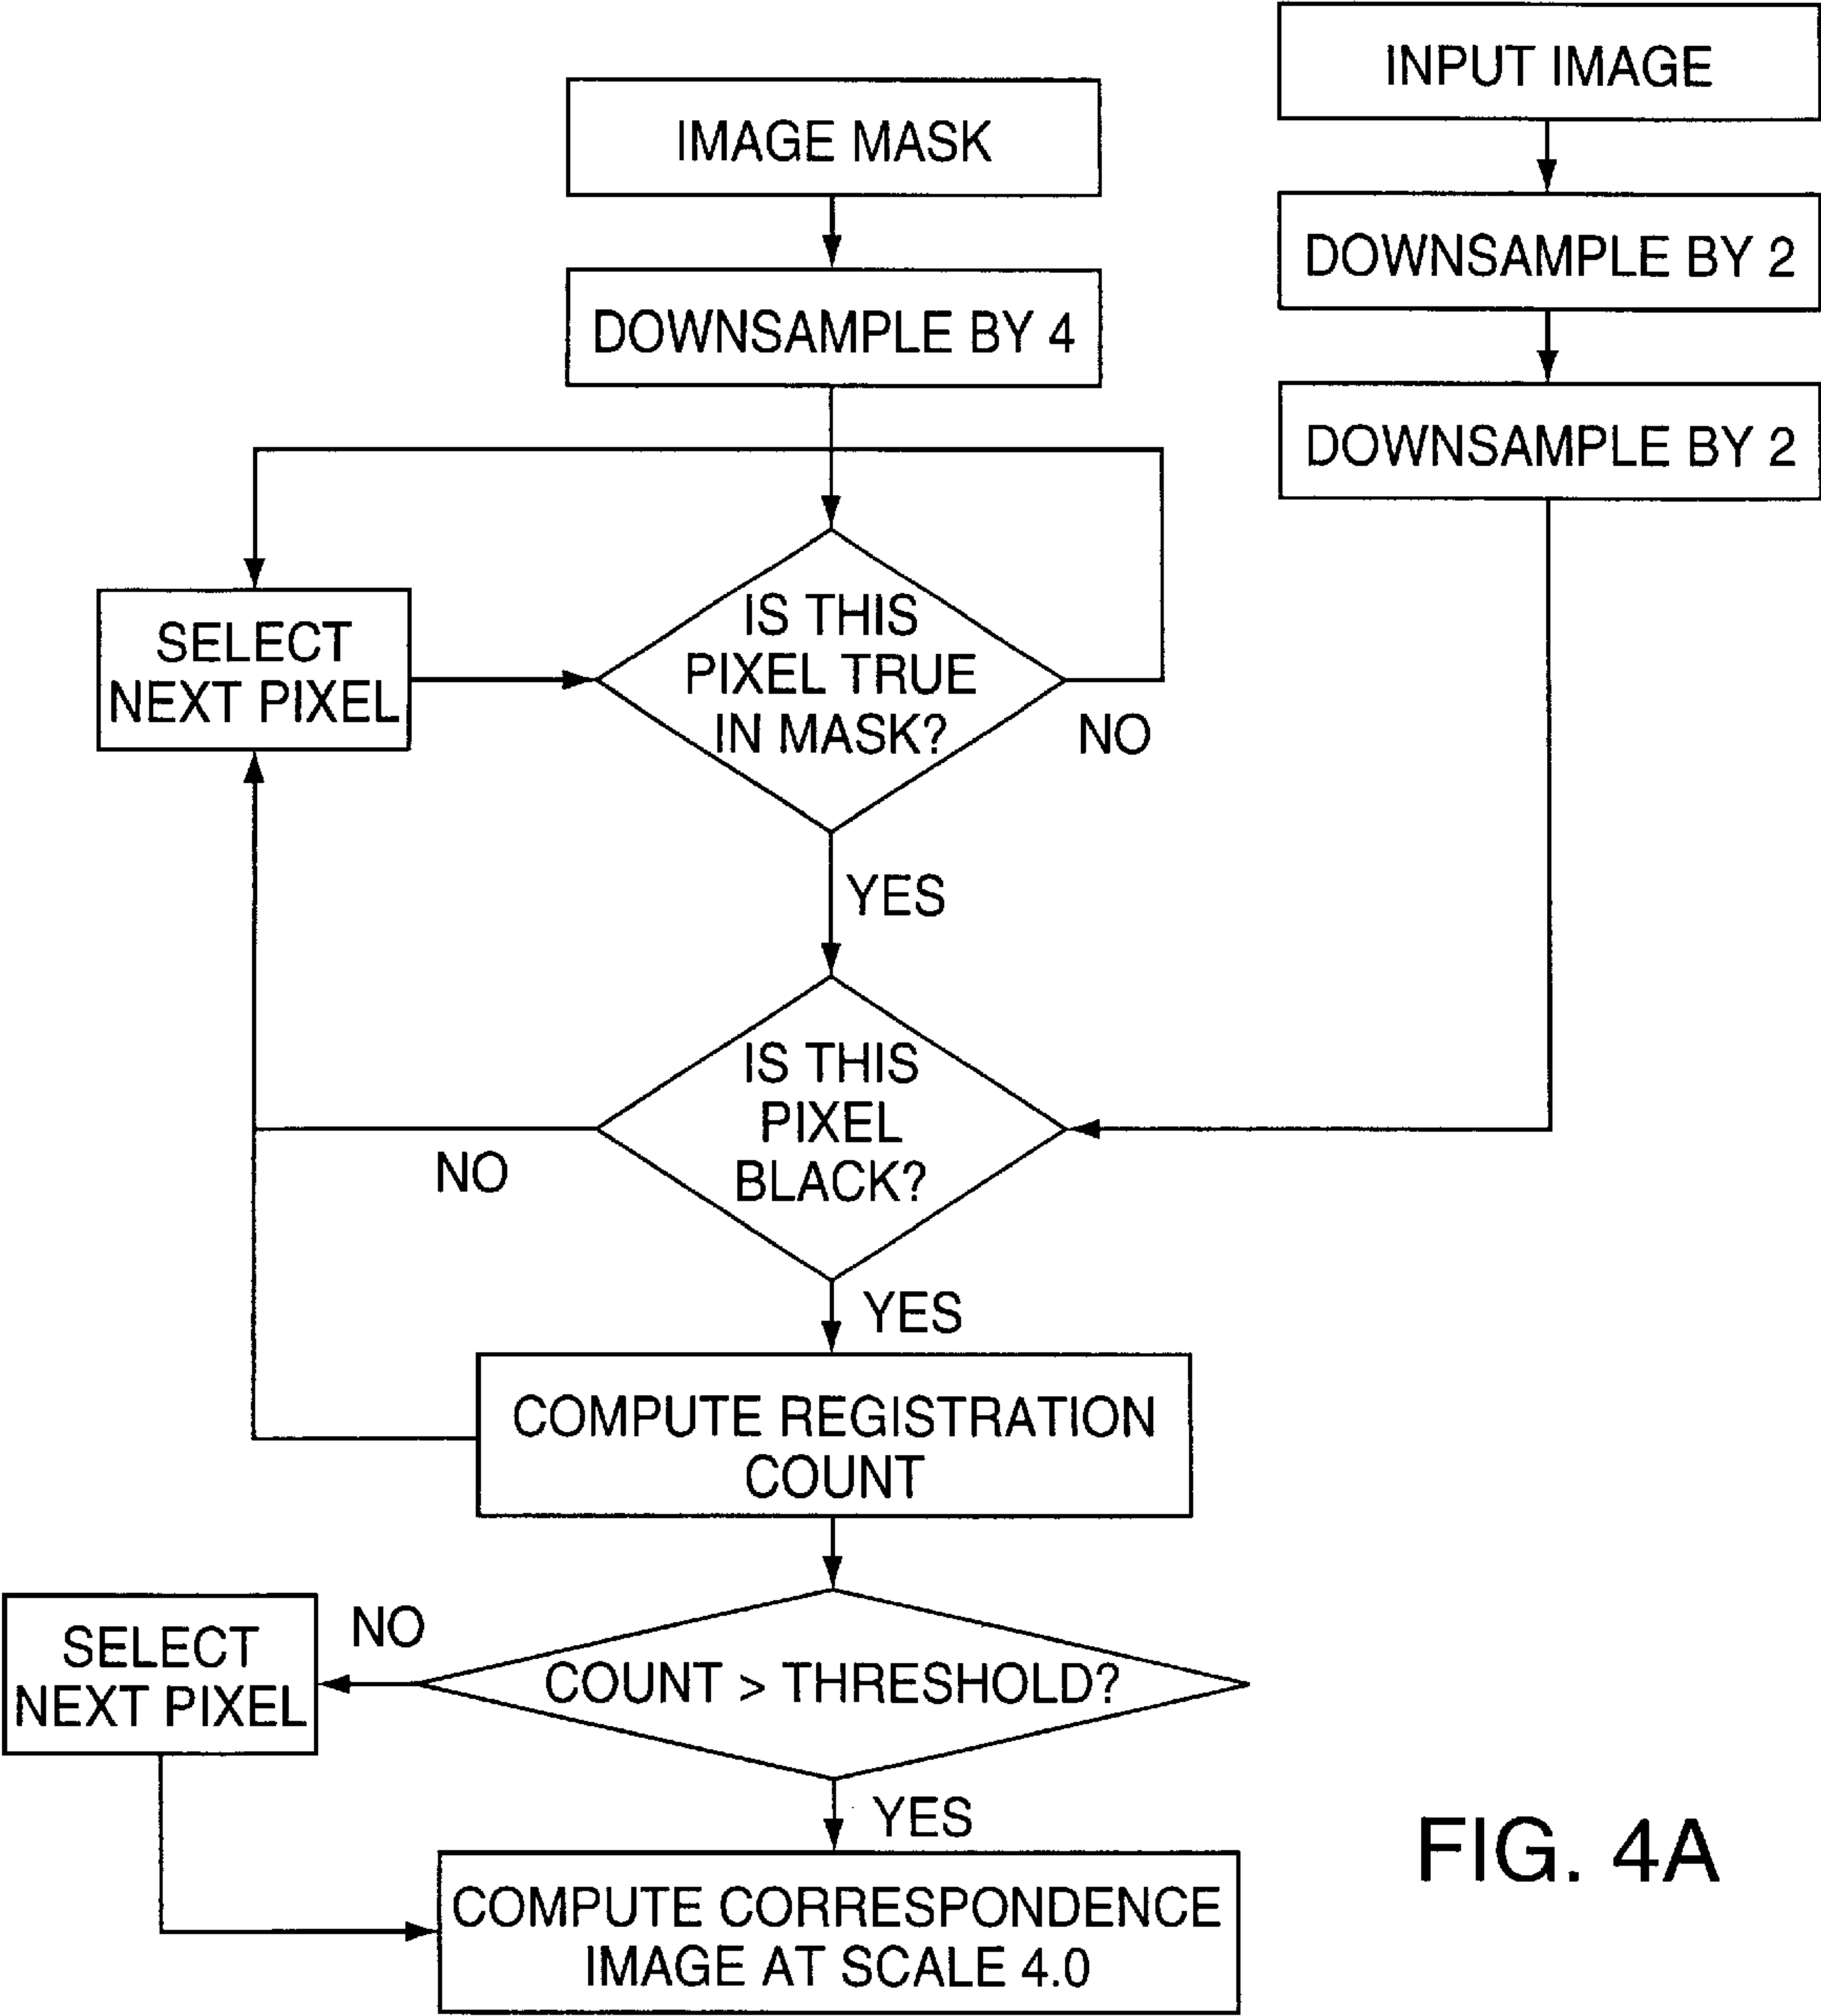 INPUT IMAGE
IMAGE MASK
DOWNSAMPLE BY 2
DOWNSAMPLE BY 4
DOWNSAMPLE BY 2
IS THIS
PIXEL TRUE
IN MASK?
SELECT
NEXT PIXEL
NO
YES
IS THIS
PIXEL
BLACK?
NO
YES
COMPUTE REGISTRATION
COUNT
COUNT > THRESHOLD?
NO
SELECT
NEXT PIXEL
YES
COMPUTE CORRESPONDENCE
IMAGE AT SCALE 4.0
FIG. 4A